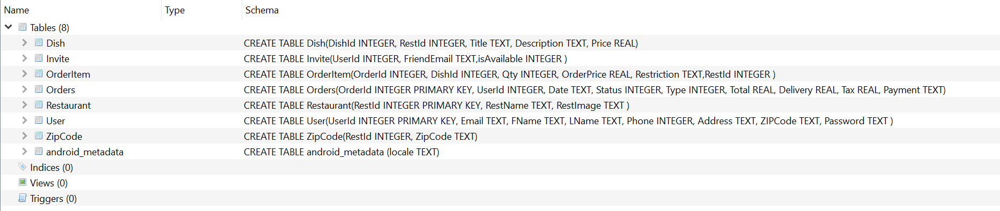 Name Type Schema
Tables (8)
Dish CREATE TABLE Dish(DishId INTEGER, RestId INTEGER, Title TEXT, Description TEXT, Price REAL)
Invite CREATE TABLE Invite(UserId INTEGER, FriendEmail TEXT,isAvailable INTEGER )
OrderItem CREATE TABLE OrderItem(OrderId INTEGER, DishId INTEGER, Qty INTEGER, OrderPrice REAL, Restriction TEXT,RestId INTEGER )
Orders CREATE TABLE Orders(OrderId INTEGER PRIMARY KEY, UserId INTEGER, Date TEXT, Status INTEGER, Type INTEGER, Total REAL, Delivery REAL, Tax REAL, Payment TEXT)
Restaurant CREATE TABLE Restaurant(RestId INTEGER PRIMARY KEY, RestName TEXT, RestImage TEXT )
User CREATE TABLE User(UserId INTEGER PRIMARY KEY, Email TEXT, FName TEXT, LName TEXT, Phone INTEGER, Address TEXT, ZIPCode TEXT, Password TEXT )
ZipCode CREATE TABLE ZipCode(RestId INTEGER, ZipCode TEXT)
android_metadata CREATE TABLE android_metadata (locale TEXT)
Indices (0)
Views (0)
Triggers (0)